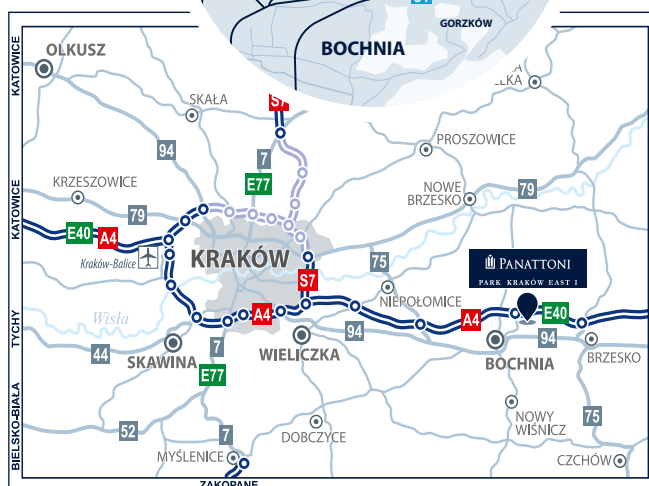 GORZKÓW
BOCHNIA
KATOWICE
OLKUSZ
SKAŁA
S7
7
94
E77
PROSZOWICE
KRZESZOWICE
NOWE
BRZESKO
79
79
KATOWICE
E40
A4
Kraków-Balice
KRAKÓW
75
S7
PANATTONI
PARK KRAKÓW EAST I
NIEPOŁOMICE
Wisła
A4
A4
E40
TYCHY
94
94
44
7
SKAWINA
WIELICZKA
BOCHNIA
BRZESKO
E77
BIELSKO-BIAŁA
52
7
DOBCZYCE
NOWY
WIŚNICZ
75
MYŚLENICE
CZCHÓW
ZAKOPANE